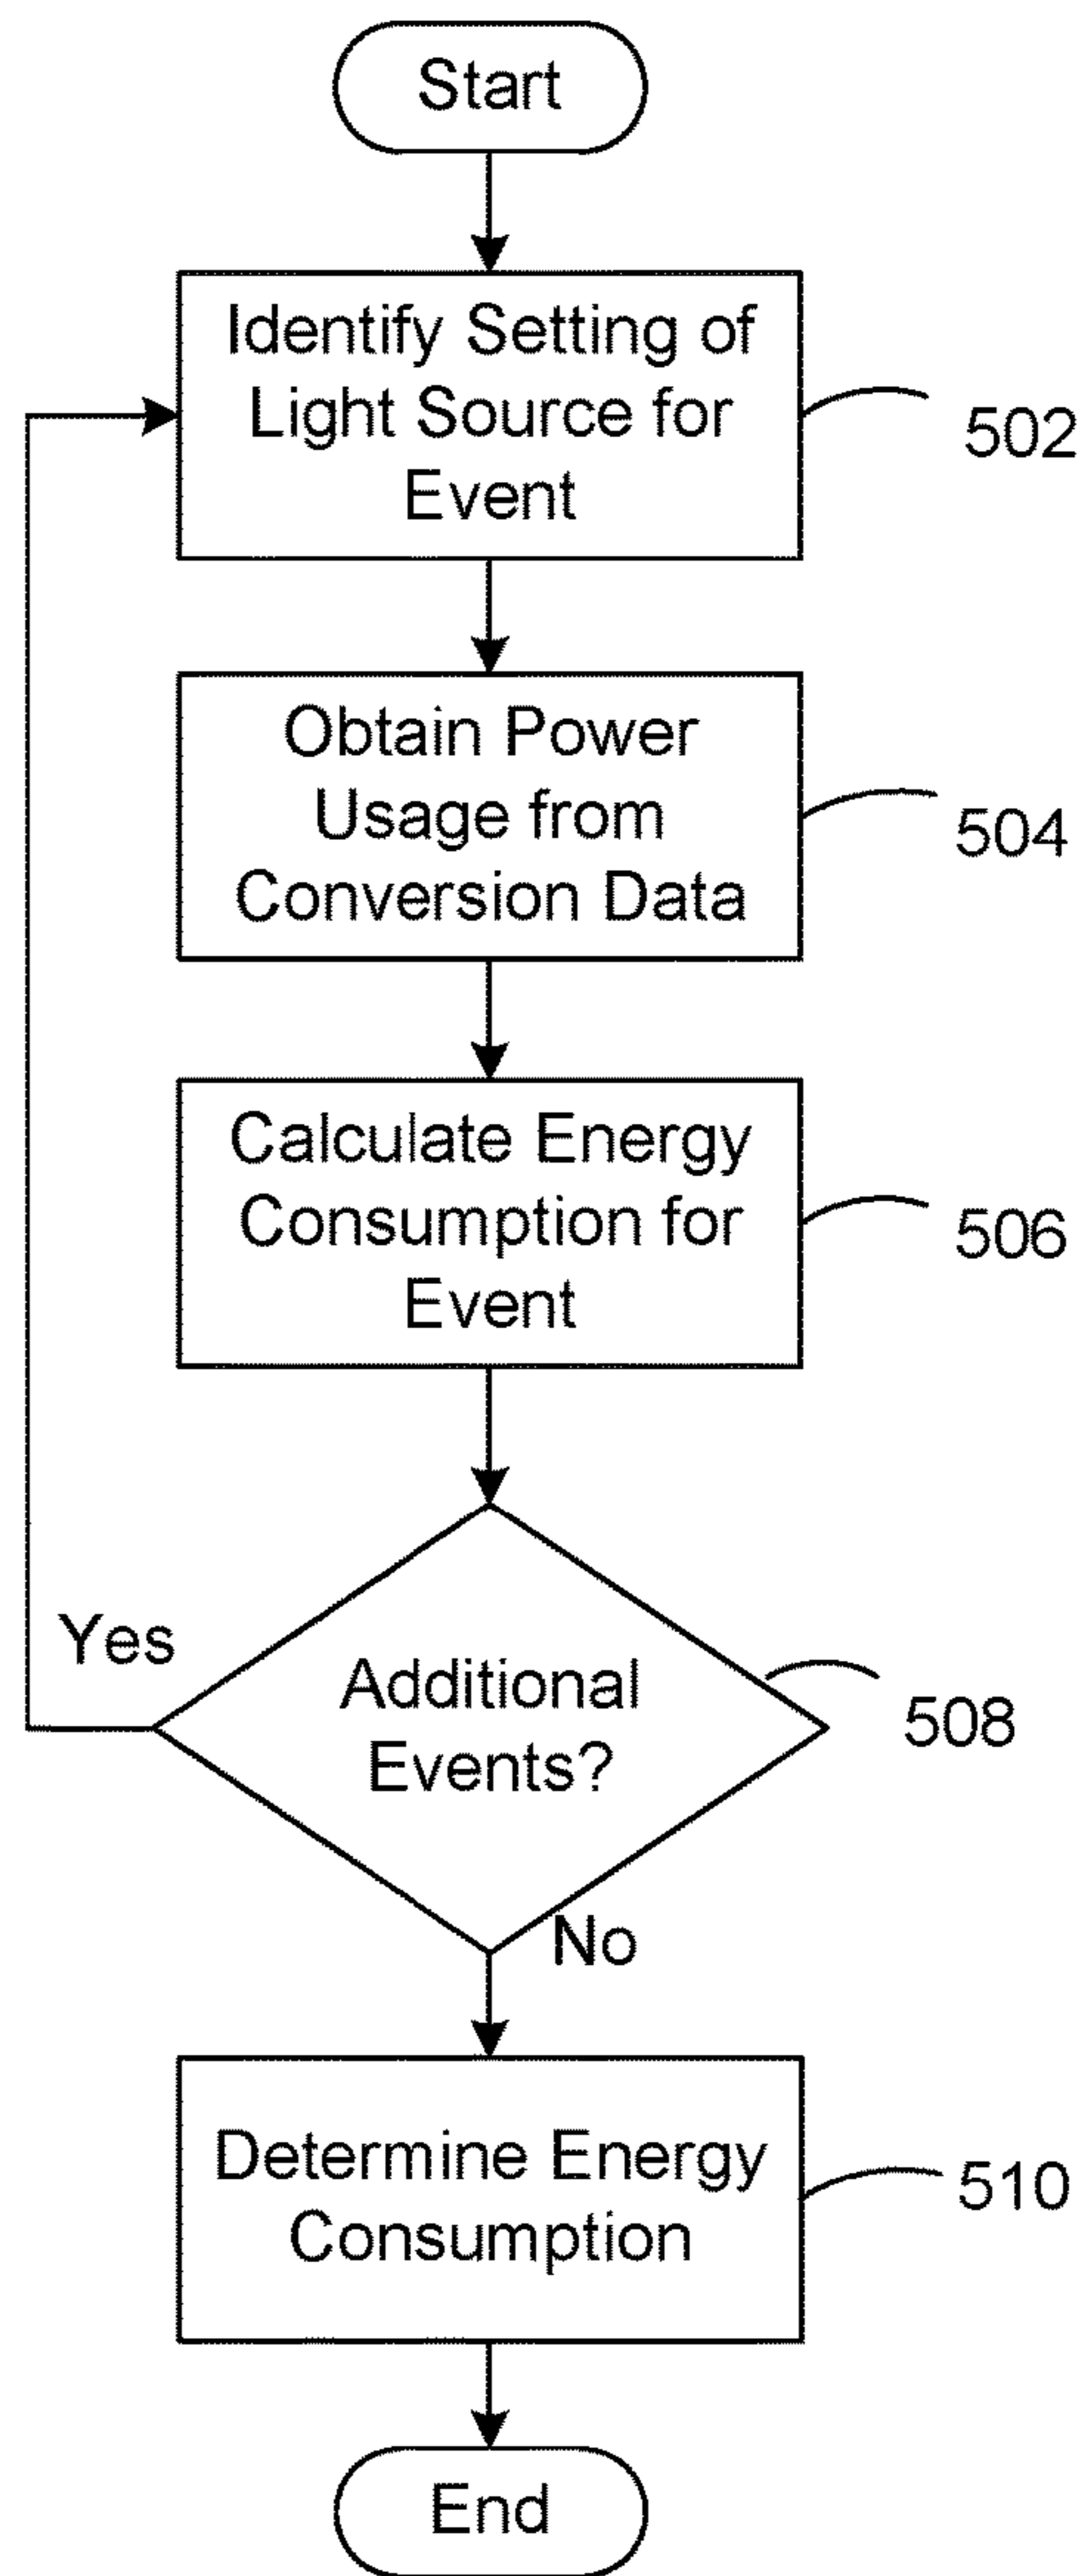 Start
Identify Setting of
Light Source for
Event
502
Obtain Power
Usage from
Conversion Data
504
Calculate Energy
Consumption for
Event
506
Yes
Additional
Events?
508
No
Determine Energy
Consumption
510
End